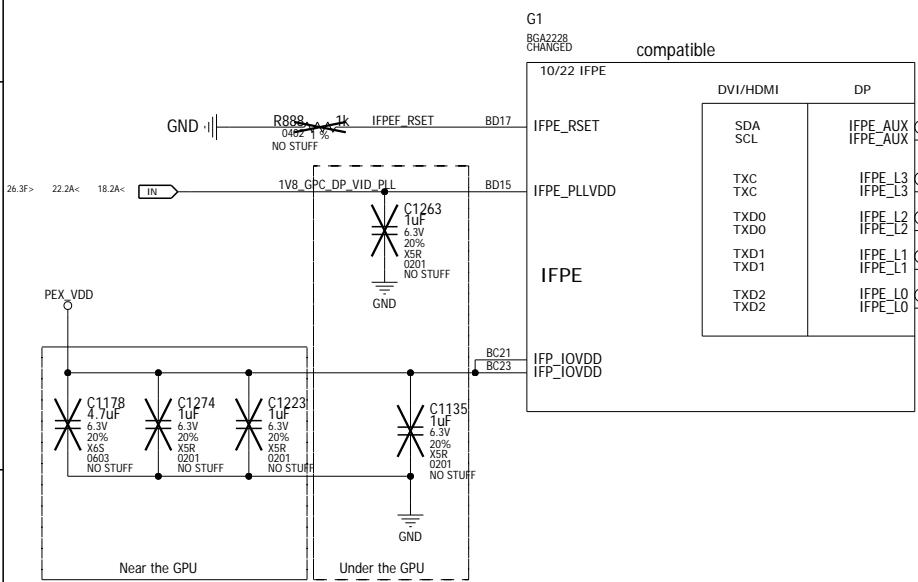 G1
BGA2228
CHANGED
compatible
10/22 IFPE
DVI/HDMI DP
GND R888 1k IFPEF_RSET BD17 IFPE_RSET
0402 1 %
NO STUFF
SDA IFPE_AUX
SCL IFPE_AUX
26.3F> 22.2A< 18.2A< IN 1V8_GPC_DP_VID_PLL BD15 IFPE_PLLVDD
TXC IFPE_L3
TXC IFPE_L3
C1263
1uF
6.3V
20%
X5R
0201
NO STUFF
GND
TXD0 IFPE_L2
TXD0 IFPE_L2
TXD1 IFPE_L1
TXD1 IFPE_L1
IFPE
TXD2 IFPE_L0
TXD2 IFPE_L0
PEX_VDD
BC21 IFP_IOVDD
BC23 IFP_IOVDD
C1178
4.7uF
6.3V
20%
X6S
0603
NO STUFF
C1274
1uF
6.3V
20%
X5R
0201
NO STUFF
C1223
1uF
6.3V
20%
X5R
0201
NO STUFF
C1135
1uF
6.3V
20%
X5R
0201
NO STUFF
GND
Near the GPU Under the GPU